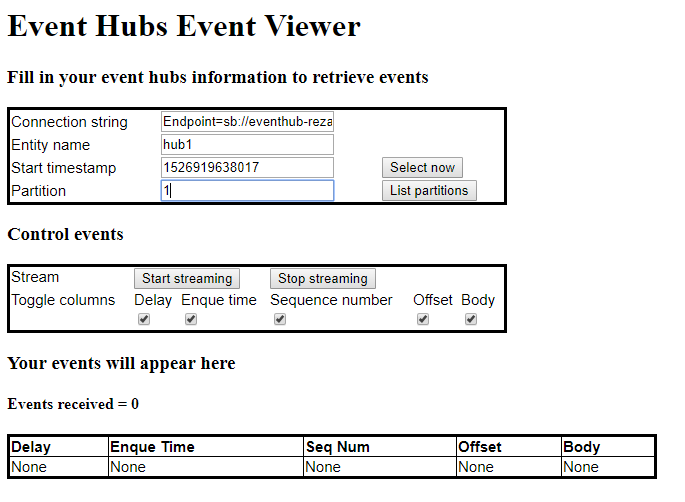 Event Hubs Event Viewer
Fill in your event hubs information to retrieve events
Connection string Endpoint=sb://eventhub-reza
Entity name hub1
Start timestamp 1526919638017 Select now
Partition 1 List partitions
Control events
Stream Start streaming Stop streaming
Toggle columns Delay Enque time Sequence number Offset Body
Your events will appear here
Events received = 0
Delay Enque Time Seq Num Offset Body
None None None None None